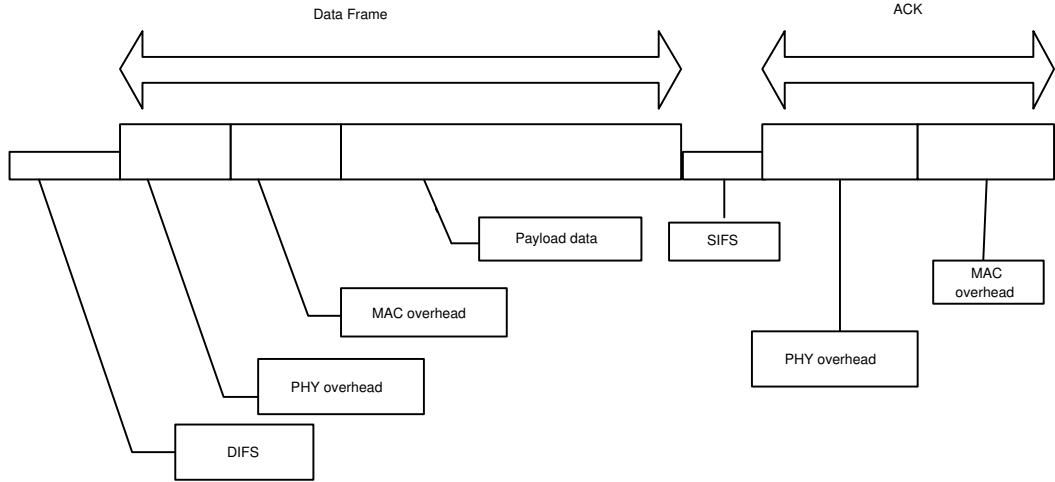 Data Frame
ACK
Payload data
SIFS
MAC
overhead
MAC overhead
PHY overhead
PHY overhead
DIFS